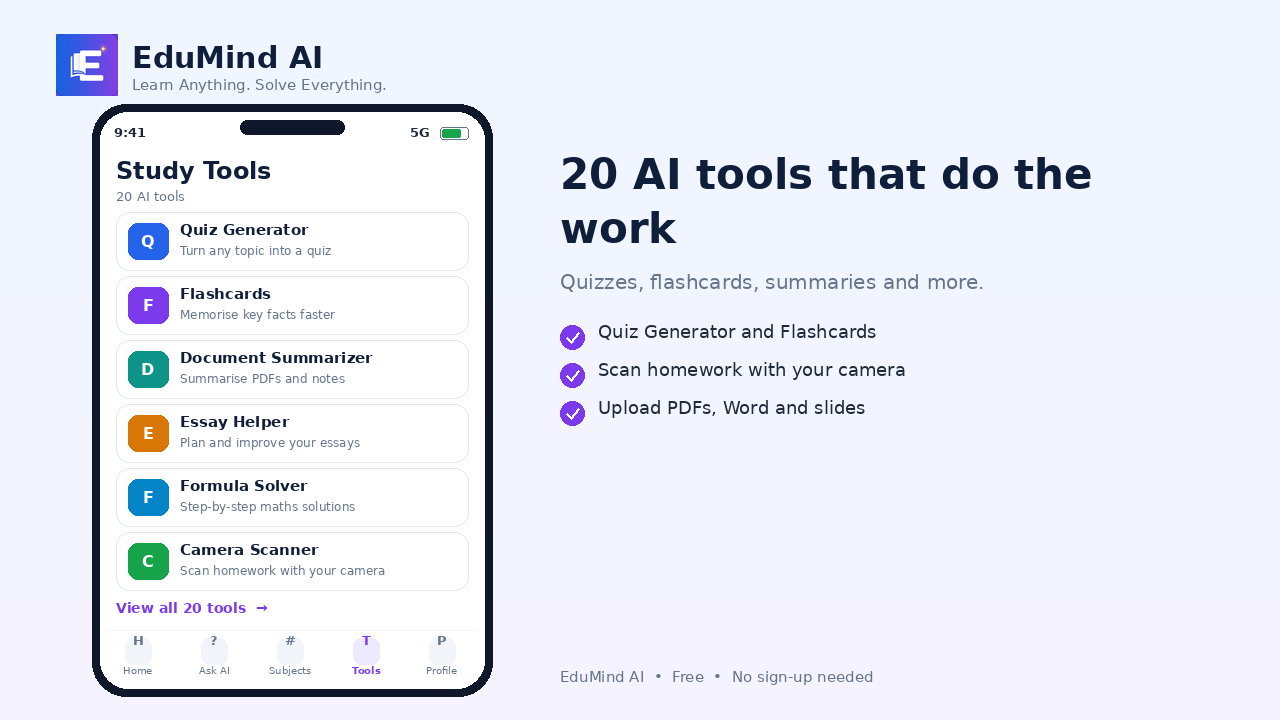 EduMind AI
Learn Anything. Solve Everything.
9:41
5G
Study Tools
20 AI tools
Q
Quiz Generator
Turn any topic into a quiz
F
Flashcards
Memorise key facts faster
D
Document Summarizer
Summarise PDFs and notes
E
Essay Helper
Plan and improve your essays
F
Formula Solver
Step-by-step maths solutions
C
Camera Scanner
Scan homework with your camera
View all 20 tools →
H ? # T P
Home Ask AI Subjects Tools Profile
20 AI tools that do the
work
Quizzes, flashcards, summaries and more.
Quiz Generator and Flashcards
Scan homework with your camera
Upload PDFs, Word and slides
EduMind AI • Free • No sign-up needed